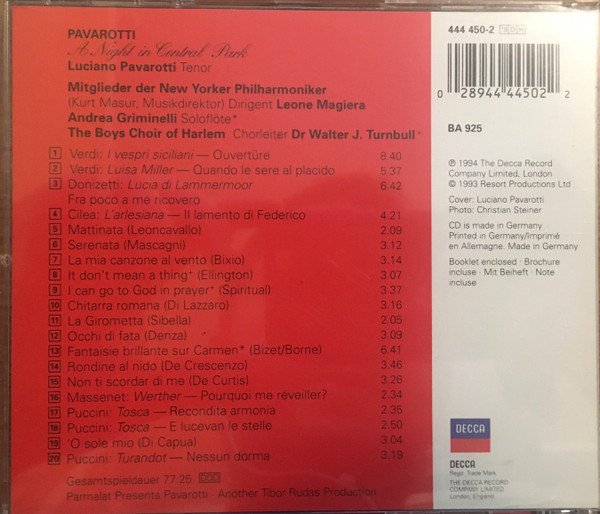 PAVAROTTI
A Night in Central Park
Luciano Pavarotti Tenor
Mitglieder der New Yorker Philharmoniker
(Kurt Masur, Musikdirektor) Dirigent Leone Magiera
Andrea Griminelli Soloflöte*
The Boys Choir of Harlem Chorleiter Dr Walter J. Turnbull+
1 Verdi: I vespri siciliani — Ouvertüre 8.40
2 Verdi: Luisa Miller — Quando le sere al placido 5.37
3 Donizetti: Lucia di Lammermoor 6.42
Fra poco a me ricovero
4 Cilea: L'arlesiana — Il lamento di Federico 4.21
5 Mattinata (Leoncavallo) 2.09
6 Serenata (Mascagni) 3.12
7 La mia canzone al vento (Bixio) 3.14
8 It don't mean a thing+ (Ellington) 3.07
9 I can go to God in prayer+ (Spiritual) 3.37
10 Chitarra romana (Di Lazzaro) 3.16
11 La Girometta (Sibella) 2.05
12 Occhi di fata (Denza) 3.09
13 Fantaisie brillante sur Carmen* (Bizet/Borne) 6.41
14 Rondine al nido (De Crescenzo) 3.46
15 Non ti scordar di me (De Curtis) 3.26
16 Massenet: Werther — Pourquoi me réveiller? 2.34
17 Puccini: Tosca — Recondita armonia 2.35
18 Puccini: Tosca — E lucevan le stelle 2.50
19 'O sole mio (Di Capua) 3.04
20 Puccini: Turandot — Nessun dorma 3.19
Gesamtspieldauer 77 25 DDD
Parmalat Presenta Pavarotti - Another Tibor Rudas Production
444 450-2
0 28944 44502 2
BA 925
℗ 1994 The Decca Record
Company Limited, London
© 1993 Resort Productions Ltd
Cover: Luciano Pavarotti
Photo: Christian Steiner
CD is made in Germany
Printed in Germany/Imprimé
en Allemagne. Made in Germany
Booklet enclosed · Brochure
incluse · Mit Beiheft · Note
incluse
DECCA
DECCA
Regd. Trade Mark.
THE DECCA RECORD
COMPANY LIMITED
London, England